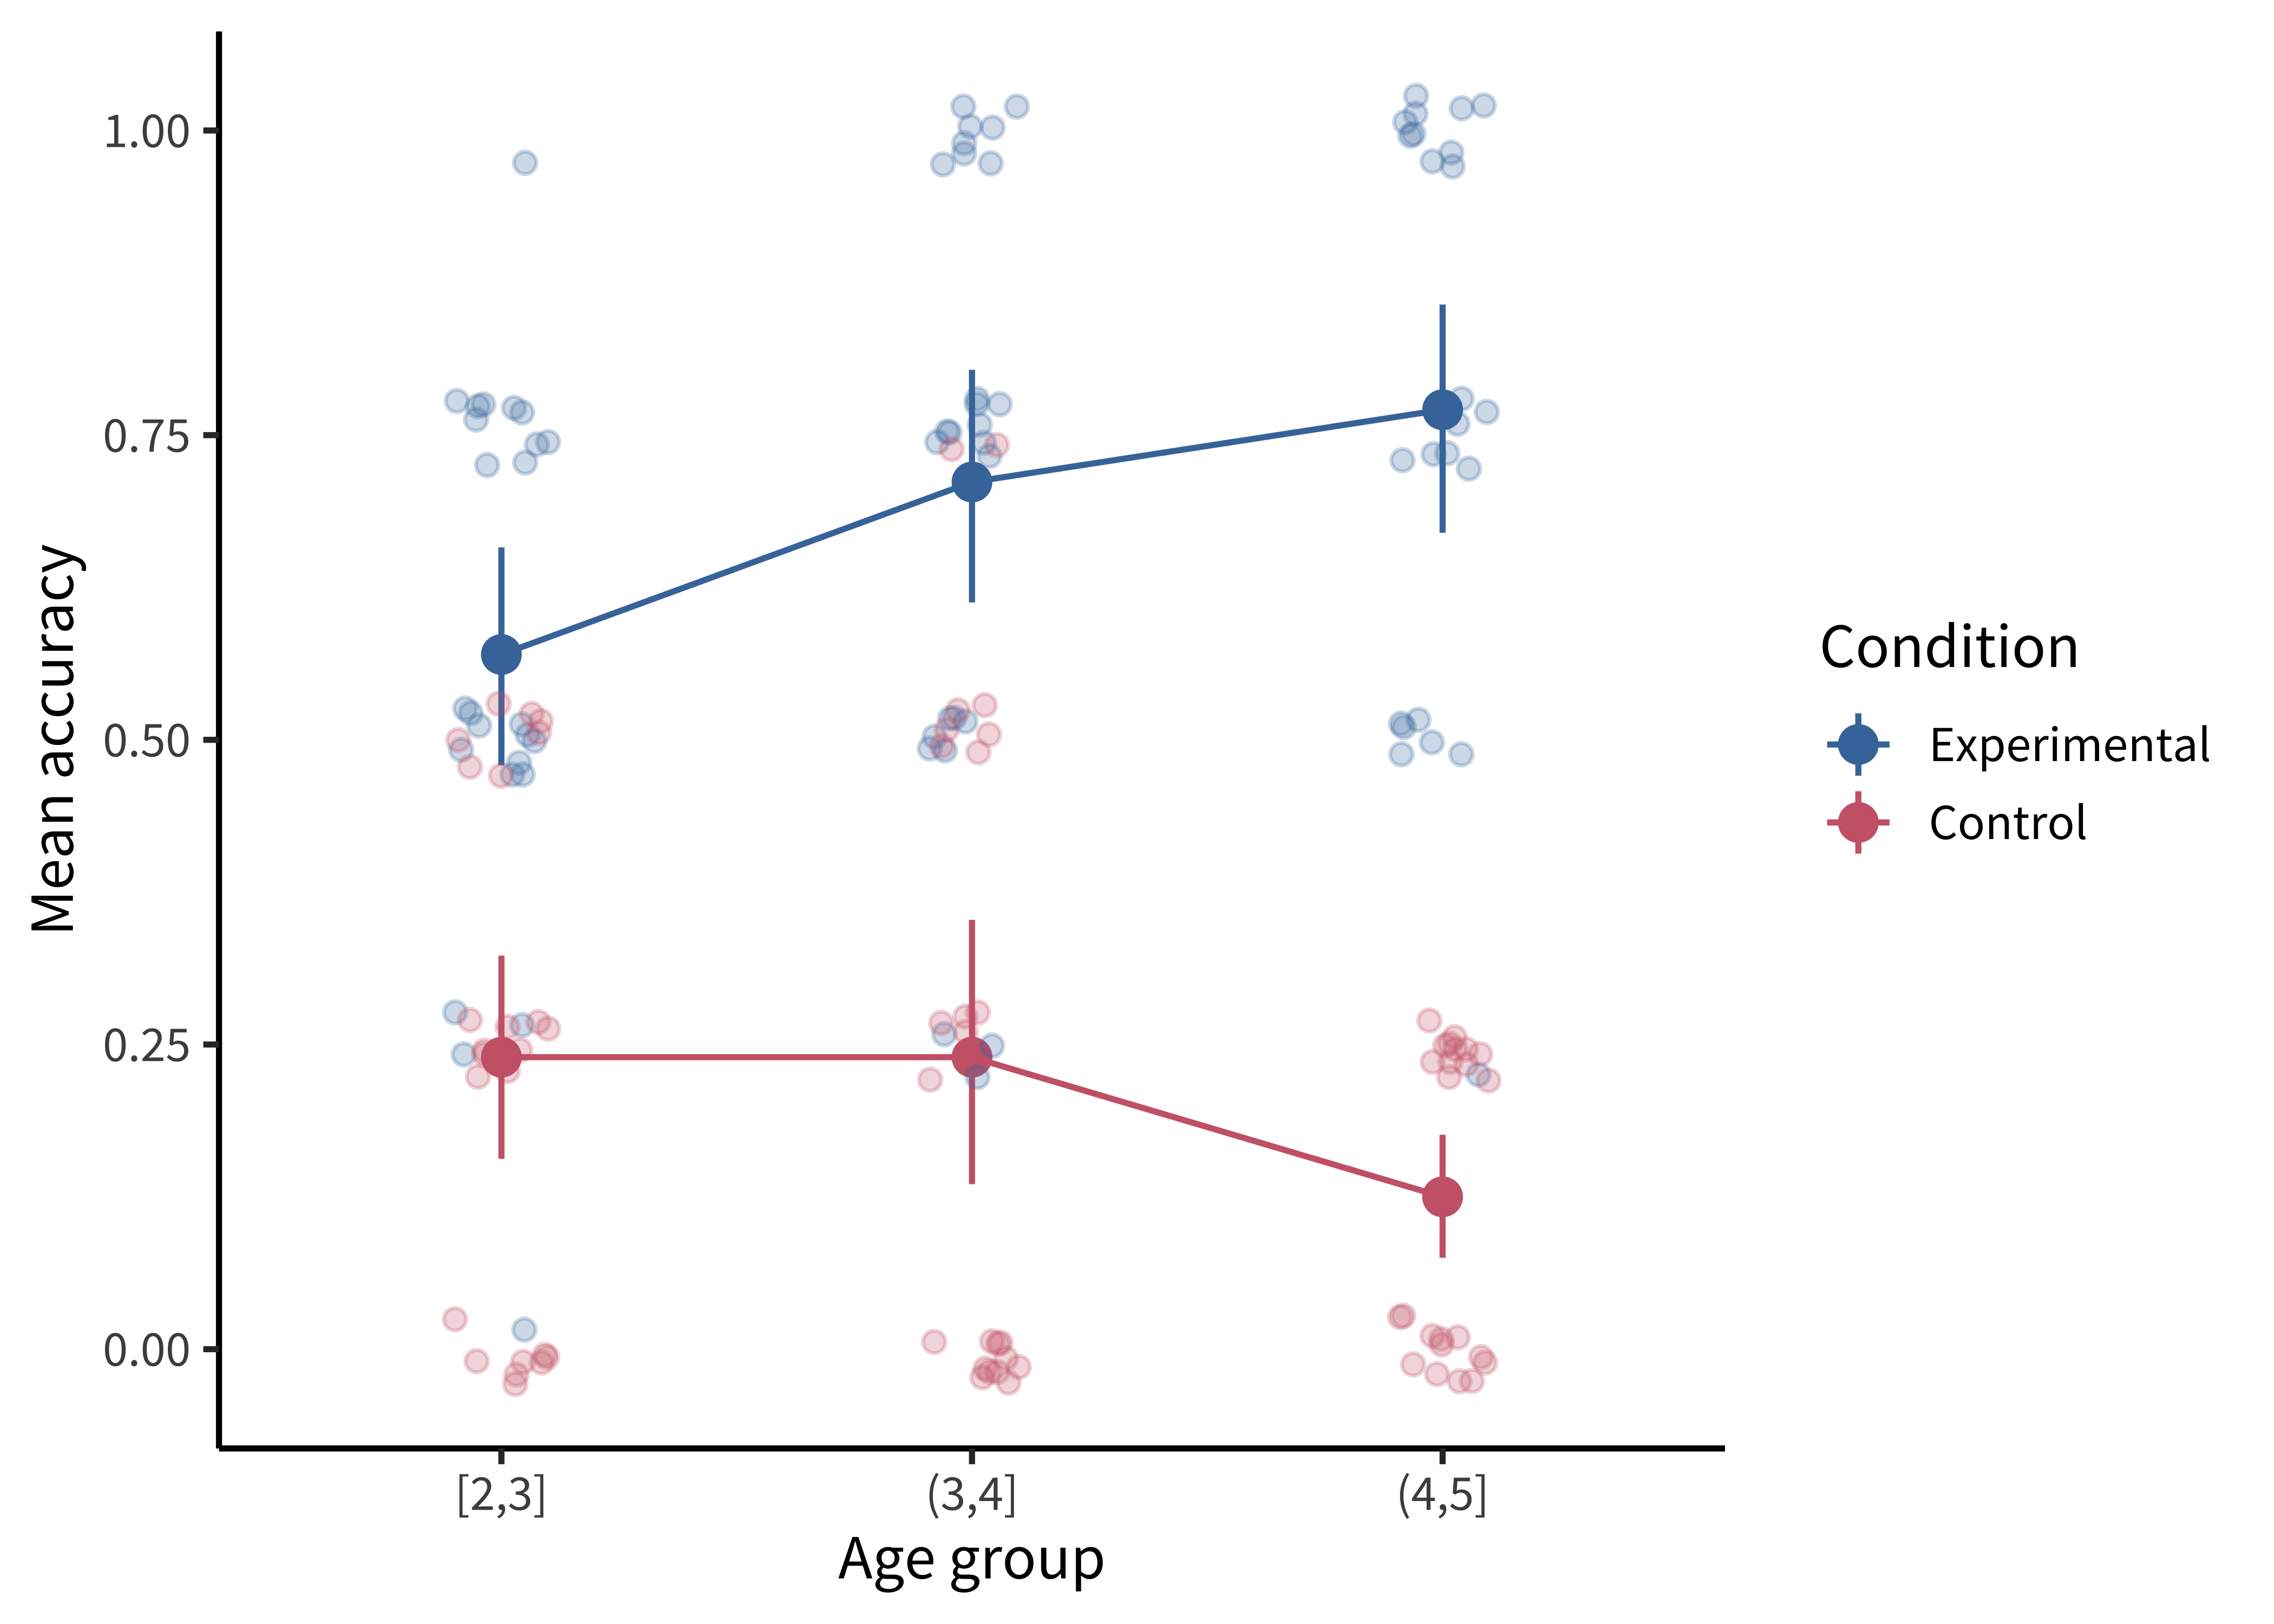 Mean accuracy
1.00
0.75
0.50
0.25
0.00
[2,3]
(3,4]
(4,5]
Age group
Condition
Experimental
Control